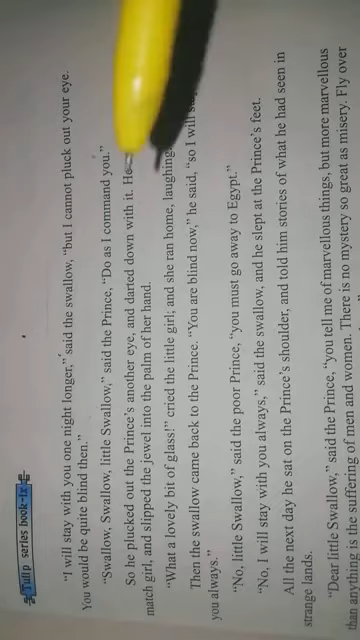 Tulip series book-ix
"I will stay with you one night longer," said the swallow, "but I cannot pluck out your eye.
You would be quite blind then."
"Swallow, Swallow, little Swallow," said the Prince, "Do as I command you."
So he plucked out the Prince's another eye, and darted down with it. He
match girl, and slipped the jewel into the palm of her hand.
"What a lovely bit of glass!" cried the little girl; and she ran home, laughing
Then the swallow came back to the Prince. "You are blind now," he said, "so I will
you always."
"No, little Swallow," said the poor Prince, "you must go away to Egypt."
"No, I will stay with you always," said the swallow, and he slept at the Prince's feet.
All the next day he sat on the Prince's shoulder, and told him stories of what he had seen in
strange lands.
"Dear little Swallow," said the Prince, "you tell me of marvellous things, but more marvellous
than anything is the suffering of men and women. There is no mystery so great as misery. Fly over